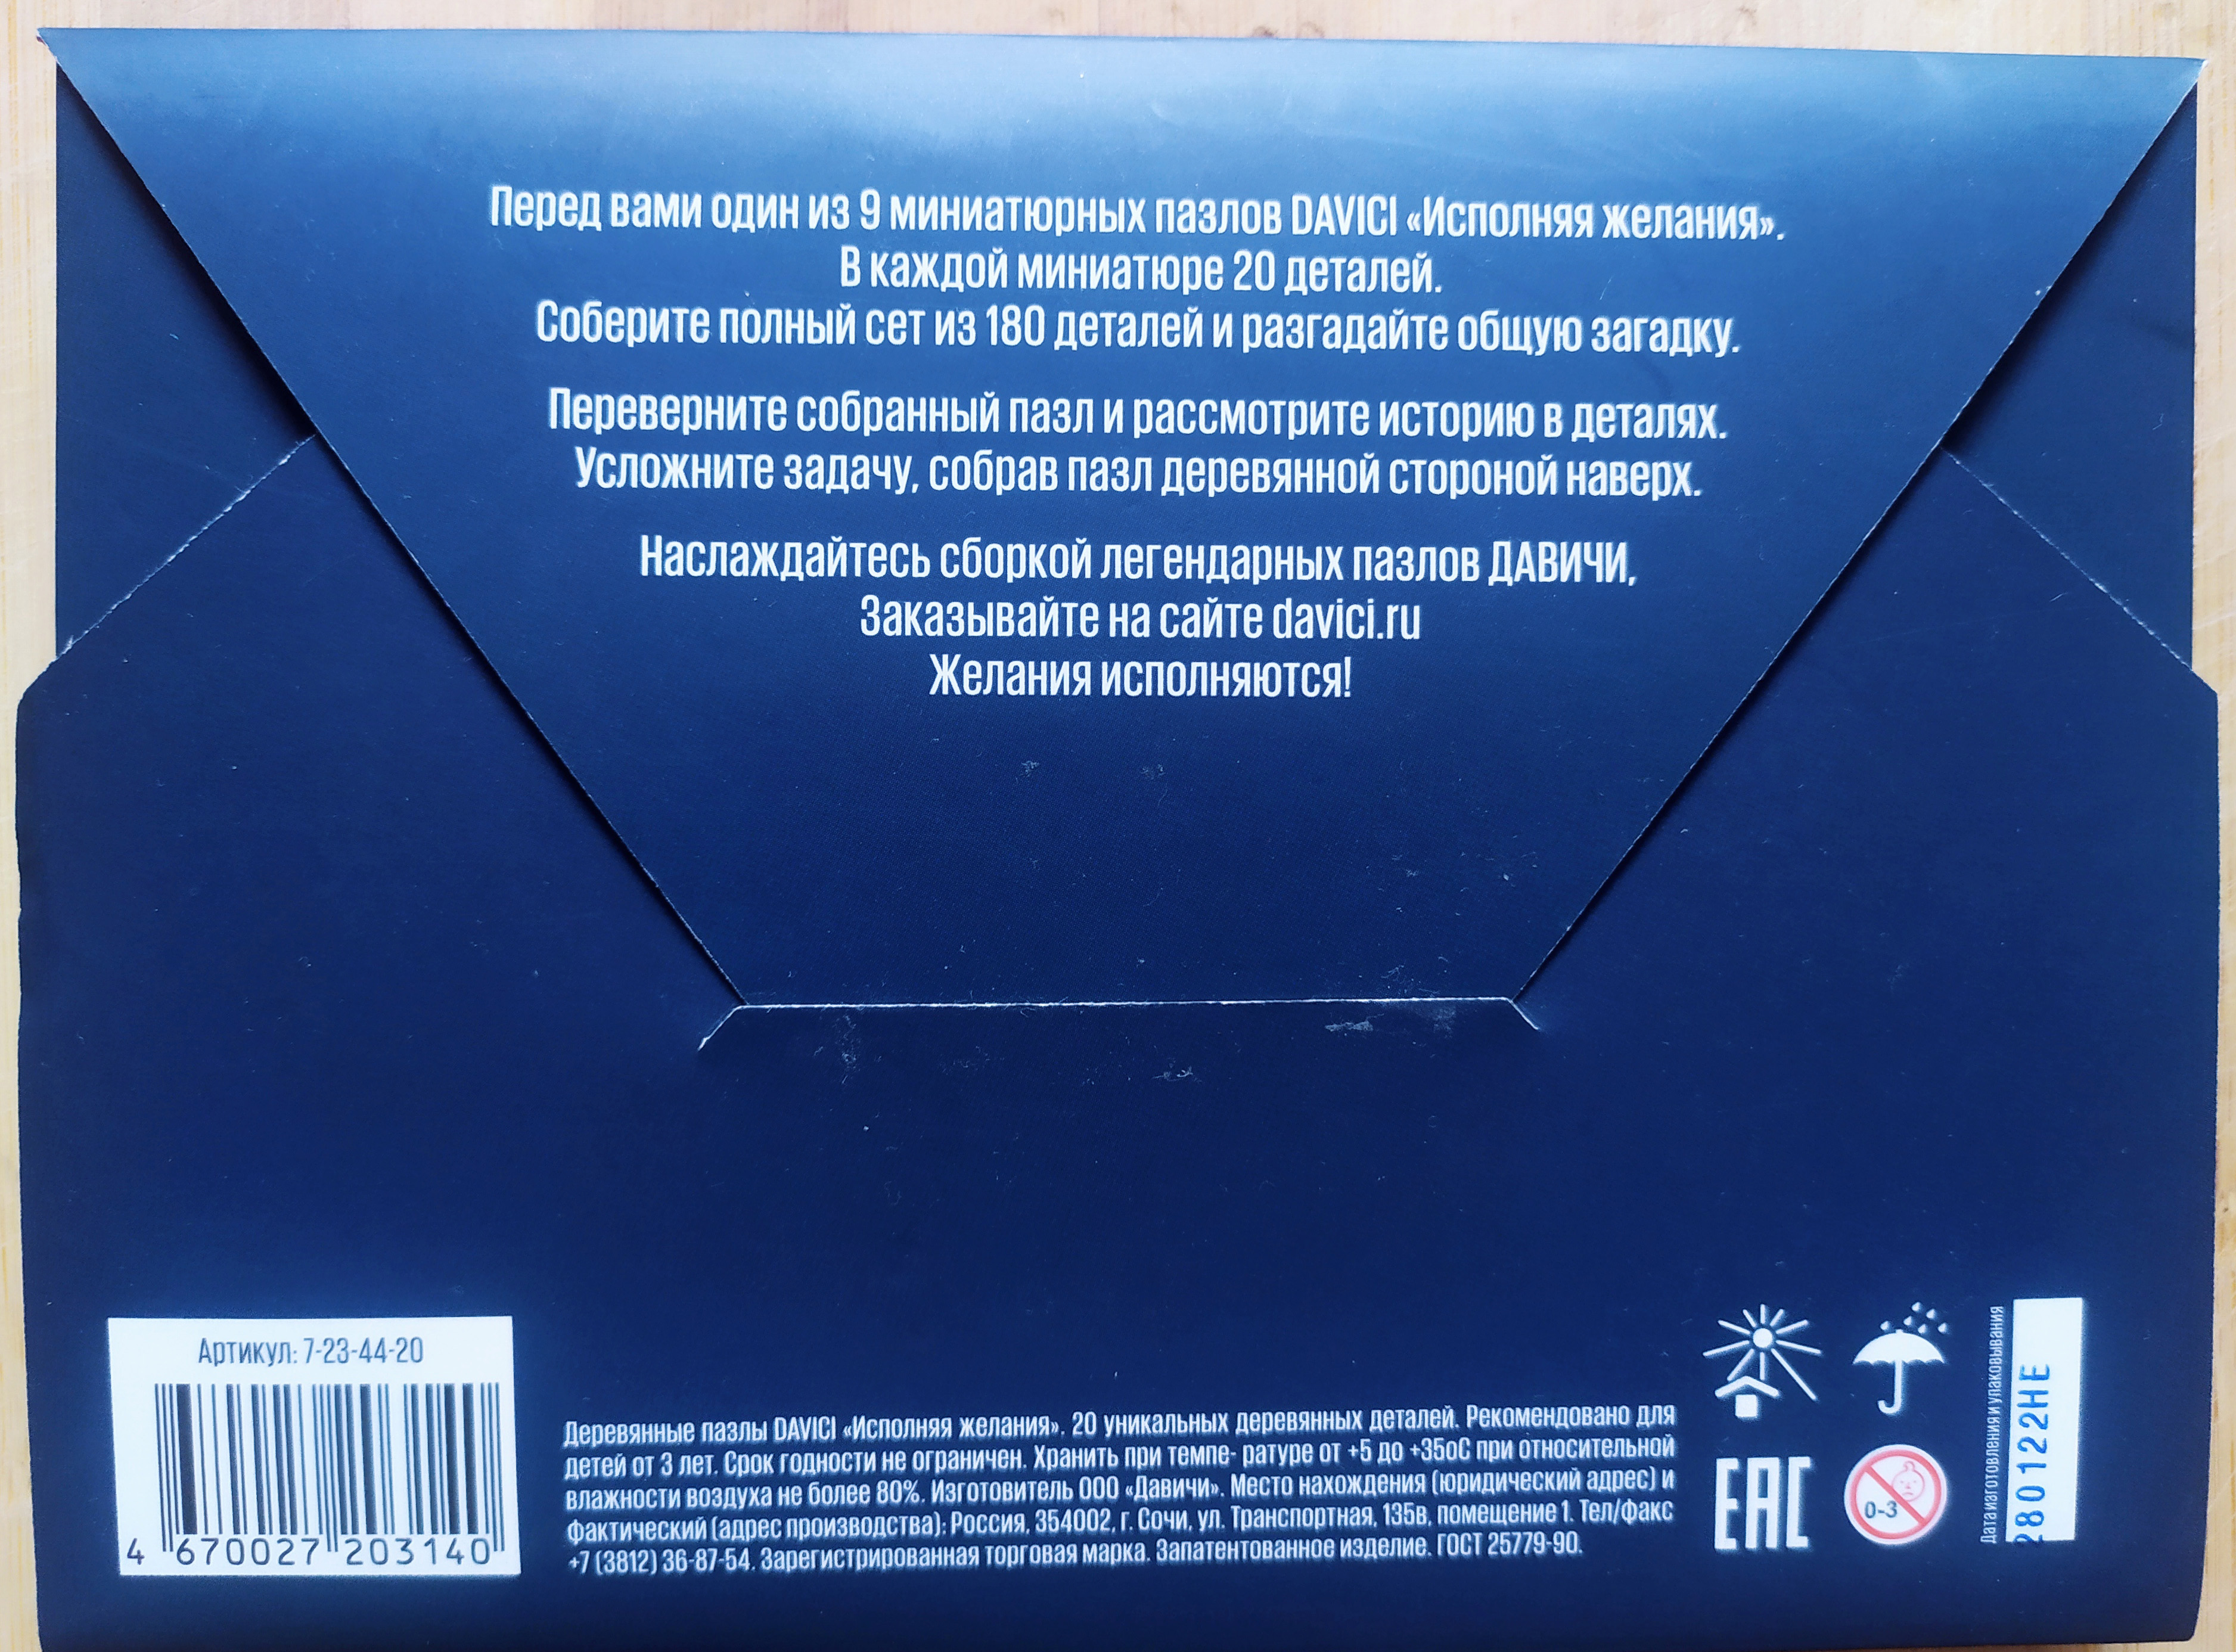 Перед вами один из 9 миниатюрных пазлов DAVICI «Исполняя желания».
В каждой миниатюре 20 деталей.
Соберите полный сет из 180 деталей и разгадайте общую загадку.
Переверните собранный пазл и рассмотрите историю в деталях.
Усложните задачу, собрав пазл деревянной стороной наверх.
Наслаждайтесь сборкой легендарных пазлов ДАВИЧИ,
Заказывайте на сайте davici.ru
Желания исполняются!
Артикул: 7-23-44-20
4 670027 203140
Деревянные пазлы DAVICI «Исполняя желания». 20 уникальных деревянных деталей. Рекомендовано для
детей от 3 лет. Срок годности не ограничен. Хранить при темпе- ратуре от +5 до +35оС при относительной
влажности воздуха не более 80%. Изготовитель ООО «Давичи». Место нахождения (юридический адрес) и
фактический (адрес производства): Россия, 354002, г. Сочи, ул. Транспортная, 135в, помещение 1. Тел/факс
+7 (3812) 36-87-54. Зарегистрированная торговая марка. Запатентованное изделие. ГОСТ 25779-90.
EAC
0-3
Дата изготовления и упаковывания
280122НЕ